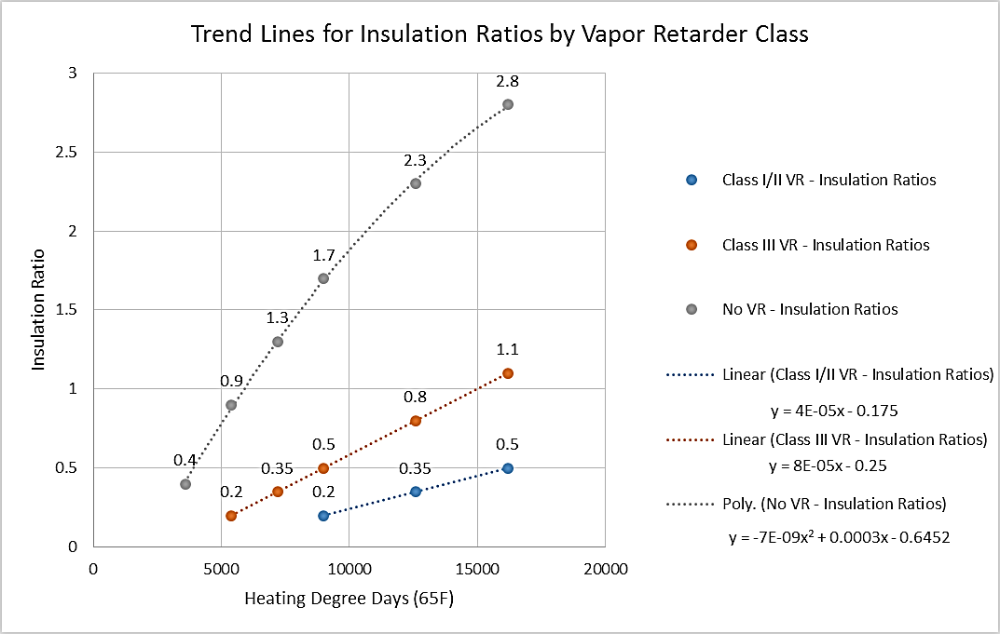 Trend Lines for Insulation Ratios by Vapor Retarder Class
3
2.5
2
1.5
1
0.5
0
Insulation Ratio
0.4
0.9
1.3
1.7
2.3
2.8
0.2
0.35
0.5
0.8
1.1
0.2
0.35
0.5
0
5000
10000
15000
20000
Heating Degree Days (65F)
Class I/II VR - Insulation Ratios
Class III VR - Insulation Ratios
No VR - Insulation Ratios
Linear (Class I/II VR - Insulation Ratios)
y = 4E-05x - 0.175
Linear (Class III VR - Insulation Ratios)
y = 8E-05x - 0.25
Poly. (No VR - Insulation Ratios)
y = -7E-09x² + 0.0003x - 0.6452